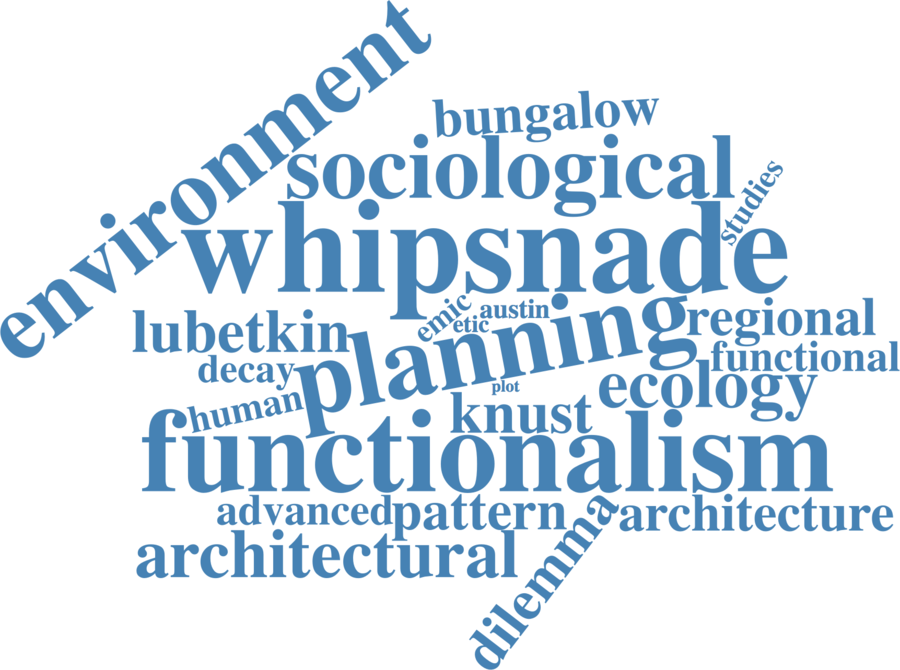 environment
bungalow
sociological
studies
whipsnade
emic
austin
etic
lubetkin
planning
regional
decay
functional
plot
ecology
human
knust
functionalism
advanced
pattern
dilemma
architecture
architectural